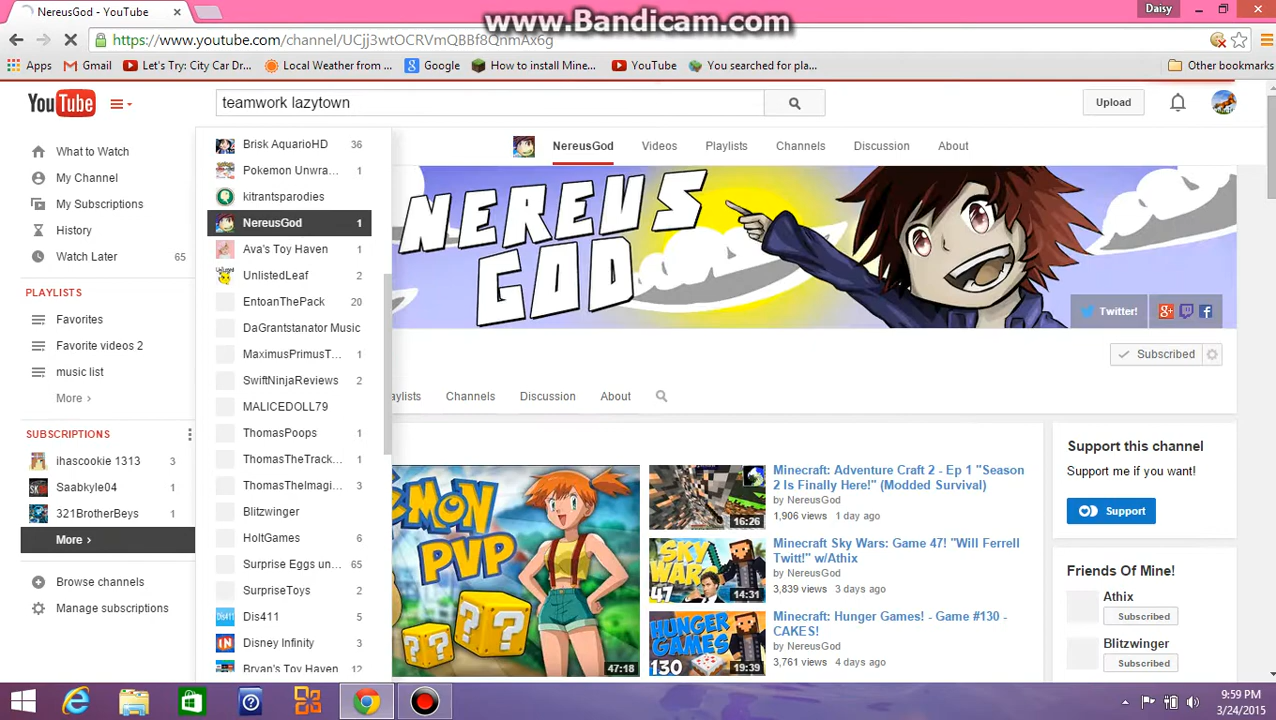 NereusGod - YouTube
www.Bandicam.com
Daisy
https://www.youtube.com/channel/UCjj3wtOCRVmQBBf8QnmAx6g
Apps
Gmail
Let's Try: City Car Dr...
Local Weather from ...
Google
How to install Mine...
YouTube
You searched for pla...
Other bookmarks
YouTube
teamwork lazytown
Upload
What to Watch
My Channel
My Subscriptions
History
Watch Later 65
PLAYLISTS
Favorites
Favorite videos 2
music list
More ›
SUBSCRIPTIONS
ihascookie 1313 3
Saabkyle04 1
321BrotherBeys 1
More ›
Browse channels
Manage subscriptions
Brisk AquarioHD 36
Pokemon Unwra... 1
kitrantsparodies
NereusGod 1
Ava's Toy Haven 1
UnlistedLeaf 2
EntoanThePack 20
DaGrantstanator Music
MaximusPrimusT... 1
SwiftNinjaReviews 2
MALICEDOLL79
ThomasPoops 1
ThomasTheTrack... 1
ThomasTheImagi... 3
Blitzwinger
HoltGames 6
Surprise Eggs un... 65
SurpriseToys 2
Dis411 5
Disney Infinity 3
Bryan's Toy Haven 12
NereusGod
Videos
Playlists
Channels
Discussion
About
NEREUS
GOD
Twitter!
Subscribed
aylists
Channels
Discussion
About
MON
PVP
47:18
16:26
Minecraft: Adventure Craft 2 - Ep 1 "Season
2 Is Finally Here!" (Modded Survival)
by NereusGod
1,906 views 1 day ago
SKY
WAR
47
14:31
Minecraft Sky Wars: Game 47! "Will Ferrell
Twitt!" w/Athix
by NereusGod
3,839 views 3 days ago
HUNGER
GAMES
130
19:39
Minecraft: Hunger Games! - Game #130 -
CAKES!
by NereusGod
3,761 views 4 days ago
Support this channel
Support me if you want!
Support
Friends Of Mine!
Athix
Subscribed
Blitzwinger
Subscribed
9:59 PM
3/24/2015